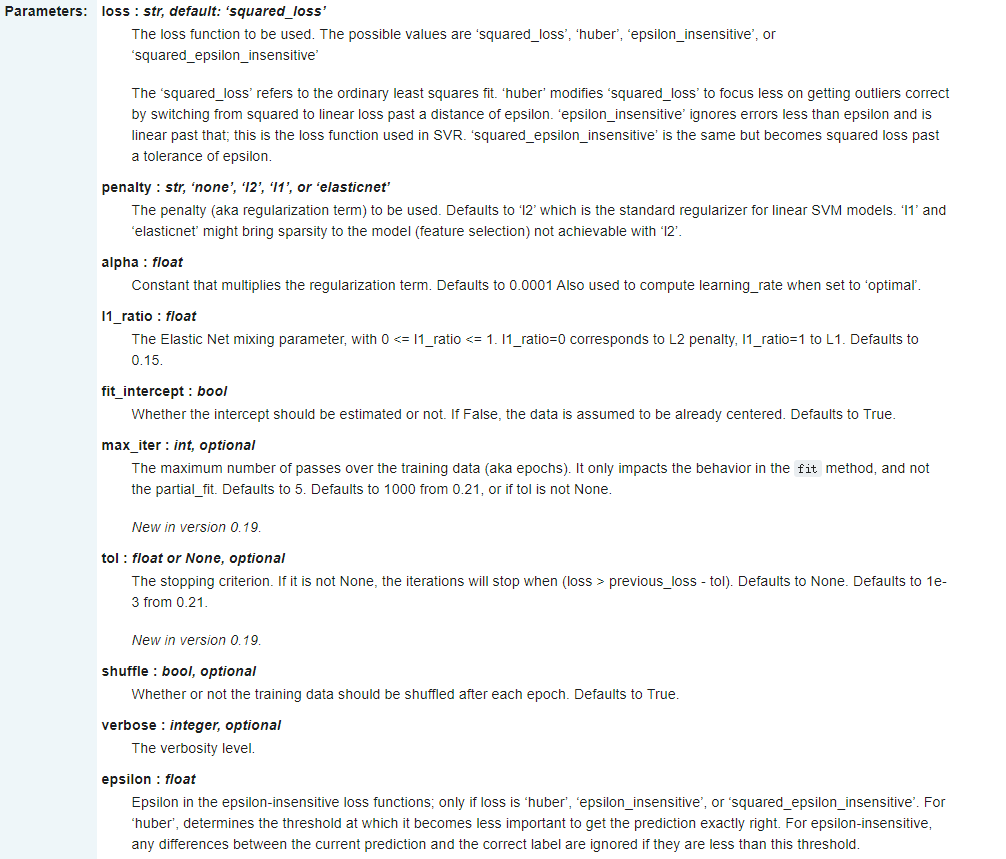 Parameters: loss : str, default: ‘squared_loss’
The loss function to be used. The possible values are ‘squared_loss’, ‘huber’, ‘epsilon_insensitive’, or
‘squared_epsilon_insensitive’
The ‘squared_loss’ refers to the ordinary least squares fit. ‘huber’ modifies ‘squared_loss’ to focus less on getting outliers correct
by switching from squared to linear loss past a distance of epsilon. ‘epsilon_insensitive’ ignores errors less than epsilon and is
linear past that; this is the loss function used in SVR. ‘squared_epsilon_insensitive’ is the same but becomes squared loss past
a tolerance of epsilon.
penalty : str, ‘none’, ‘l2’, ‘l1’, or ‘elasticnet’
The penalty (aka regularization term) to be used. Defaults to ‘l2’ which is the standard regularizer for linear SVM models. ‘l1’ and
‘elasticnet’ might bring sparsity to the model (feature selection) not achievable with ‘l2’.
alpha : float
Constant that multiplies the regularization term. Defaults to 0.0001 Also used to compute learning_rate when set to ‘optimal’.
l1_ratio : float
The Elastic Net mixing parameter, with 0 <= l1_ratio <= 1. l1_ratio=0 corresponds to L2 penalty, l1_ratio=1 to L1. Defaults to
0.15.
fit_intercept : bool
Whether the intercept should be estimated or not. If False, the data is assumed to be already centered. Defaults to True.
max_iter : int, optional
The maximum number of passes over the training data (aka epochs). It only impacts the behavior in the fit method, and not
the partial_fit. Defaults to 5. Defaults to 1000 from 0.21, or if tol is not None.
New in version 0.19.
tol : float or None, optional
The stopping criterion. If it is not None, the iterations will stop when (loss > previous_loss - tol). Defaults to None. Defaults to 1e-
3 from 0.21.
New in version 0.19.
shuffle : bool, optional
Whether or not the training data should be shuffled after each epoch. Defaults to True.
verbose : integer, optional
The verbosity level.
epsilon : float
Epsilon in the epsilon-insensitive loss functions; only if loss is ‘huber’, ‘epsilon_insensitive’, or ‘squared_epsilon_insensitive’. For
‘huber’, determines the threshold at which it becomes less important to get the prediction exactly right. For epsilon-insensitive,
any differences between the current prediction and the correct label are ignored if they are less than this threshold.